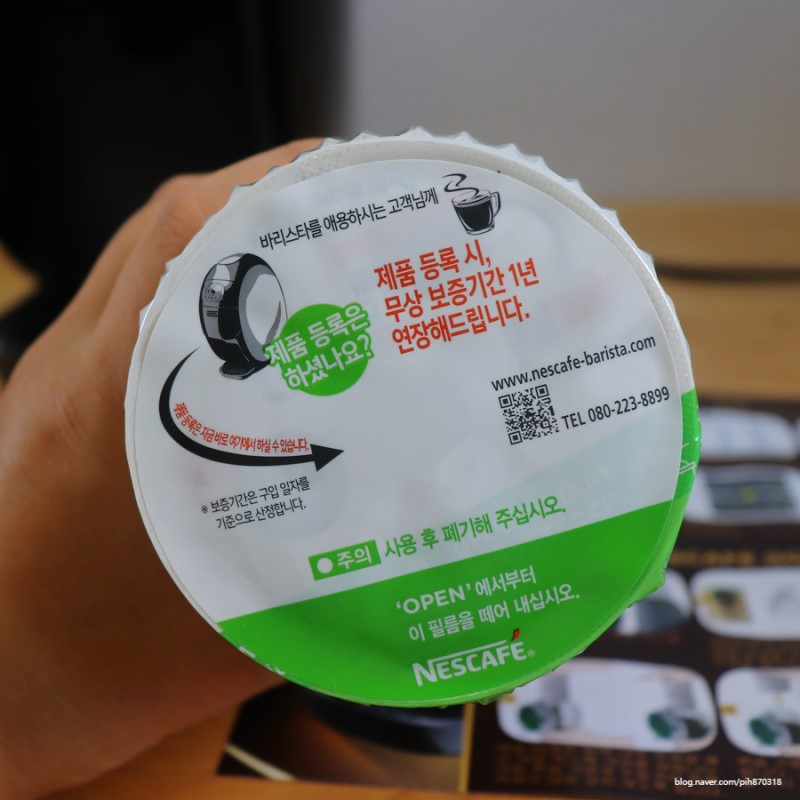 바리스타를 애용하시는 고객님께
제품 등록 시,
무상 보증기간 1년
연장해드립니다.
제품 등록은
하셨나요?
www.nescafe-barista.com
TEL 080-223-8899
제품 등록은 지금 바로 여기에서 하실 수 있습니다.
※ 보증기간은 구입 일자를
기준으로 산정합니다.
주의 사용 후 폐기해 주십시오.
'OPEN'에서부터
이 필름을 떼어 내십시오.
NESCAFÉ®
blog.naver.com/pih870318